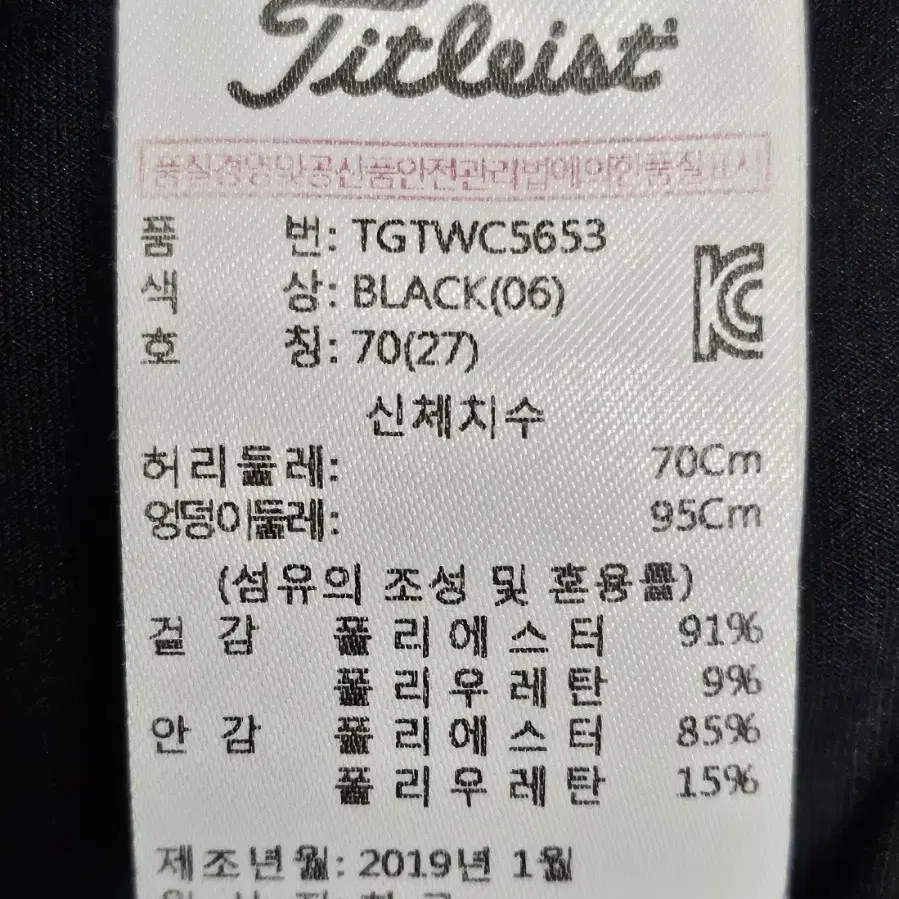 Titleist
품질경영및공산품안전관리법에의한품질표시
품 번: TGTWC5653
색 상: BLACK(06)
호 칭: 70(27)
신체치수
허리둘레: 70Cm
엉덩이둘레: 95Cm
(섬유의 조성 및 혼용률)
겉 감 폴리에스터 91%
폴리우레탄 9%
안 감 폴리에스터 85%
폴리우레탄 15%
제조년월: 2019년 1월